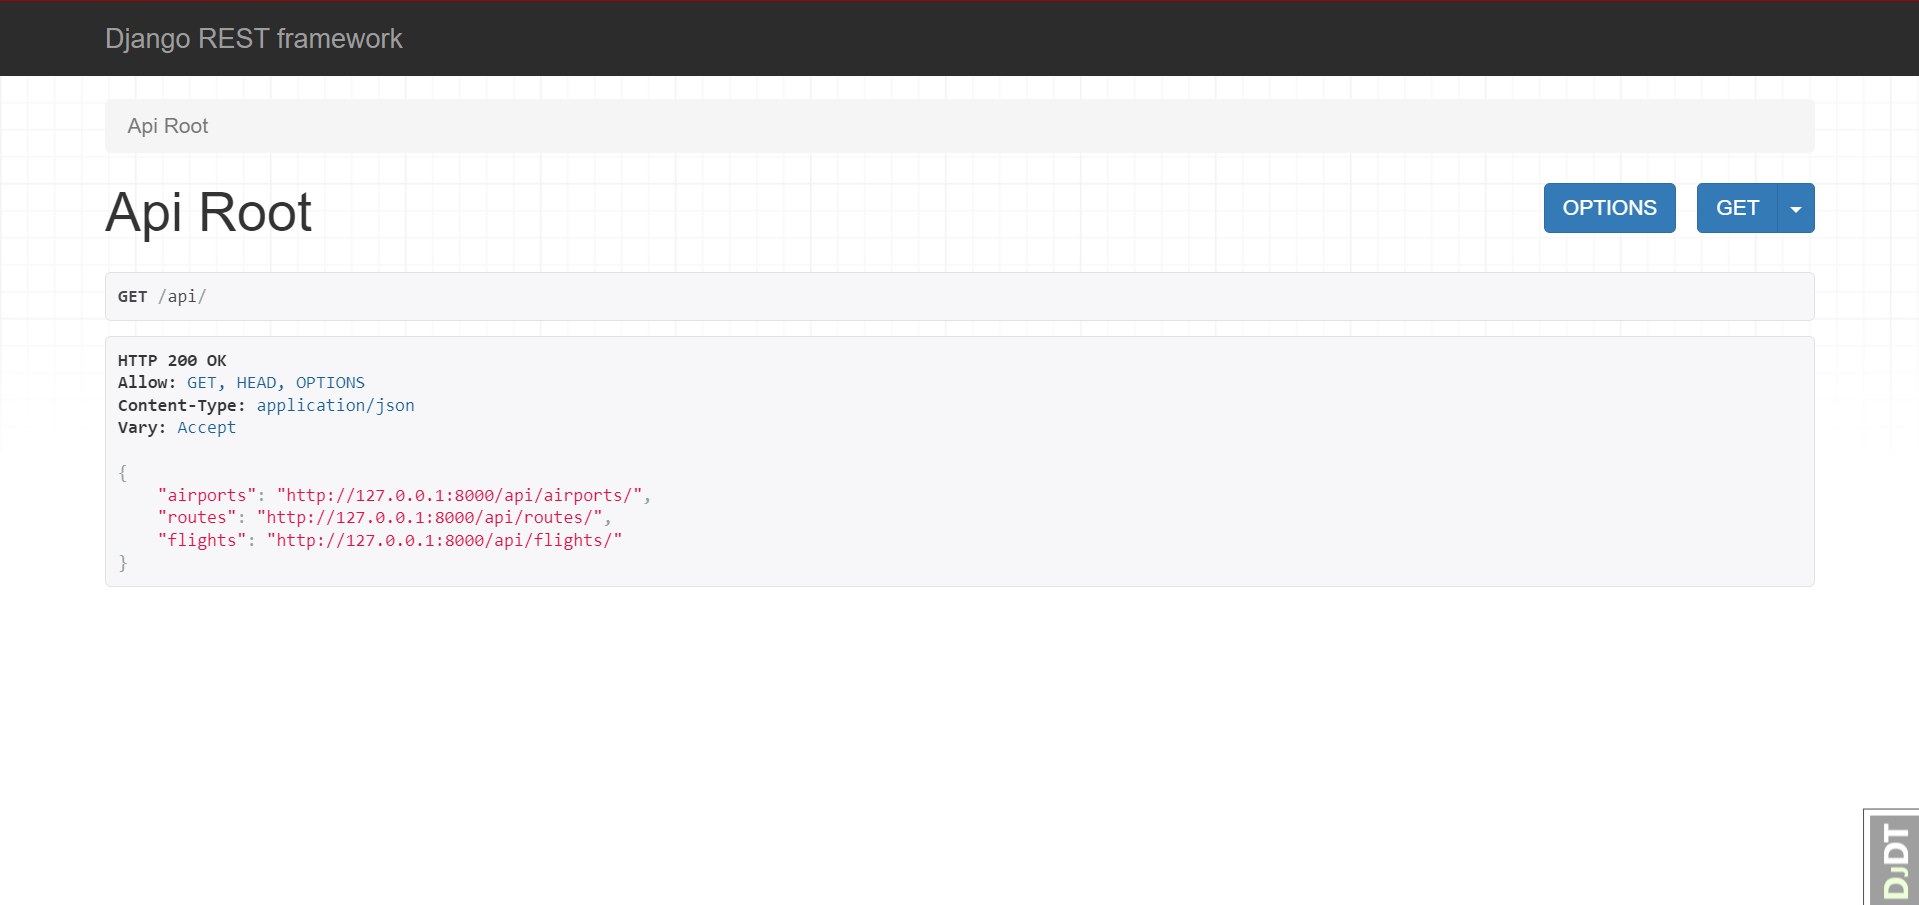 Django REST framework
Api Root
Api Root
OPTIONS
GET
GET /api/
HTTP 200 OK
Allow: GET, HEAD, OPTIONS
Content-Type: application/json
Vary: Accept
{
    "airports": "http://127.0.0.1:8000/api/airports/",
    "routes": "http://127.0.0.1:8000/api/routes/",
    "flights": "http://127.0.0.1:8000/api/flights/"
}
DJDT